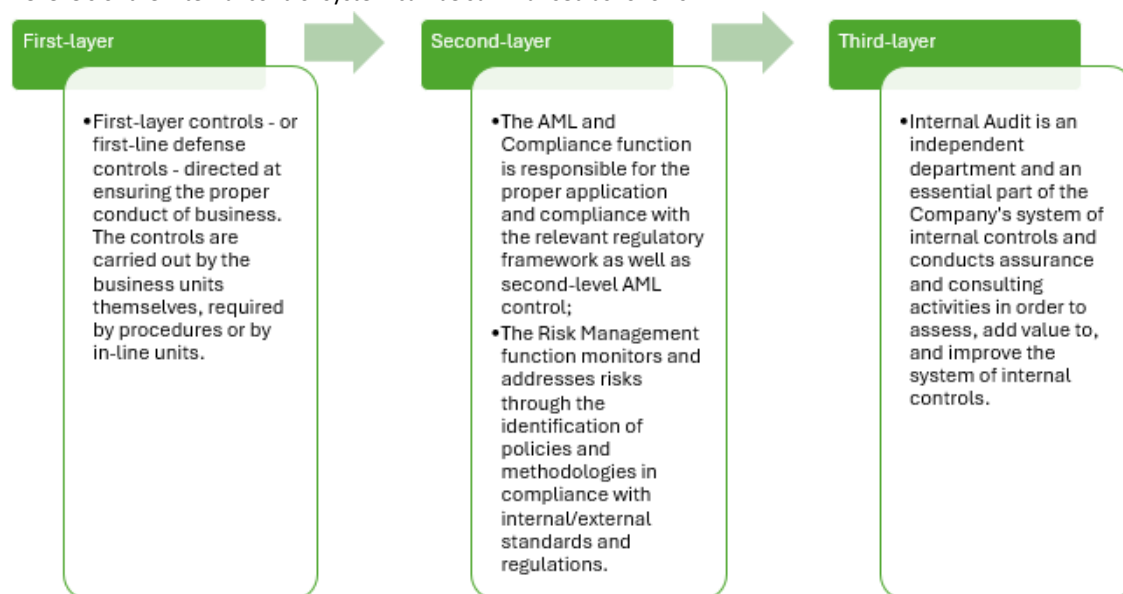 First-layer
•First-layer controls - or
first-line defense
controls - directed at
ensuring the proper
conduct of business.
The controls are
carried out by the
business units
themselves, required
by procedures or by
in-line units.
Second-layer
•The AML and
Compliance function
is responsible for the
proper application
and compliance with
the relevant regulatory
framework as well as
second-level AML
control;
•The Risk Management
function monitors and
addresses risks
through the
identification of
policies and
methodologies in
compliance with
internal/external
standards and
regulations.
Third-layer
•Internal Audit is an
independent
department and an
essential part of the
Company's system of
internal controls and
conducts assurance
and consulting
activities in order to
assess, add value to,
and improve the
system of internal
controls.